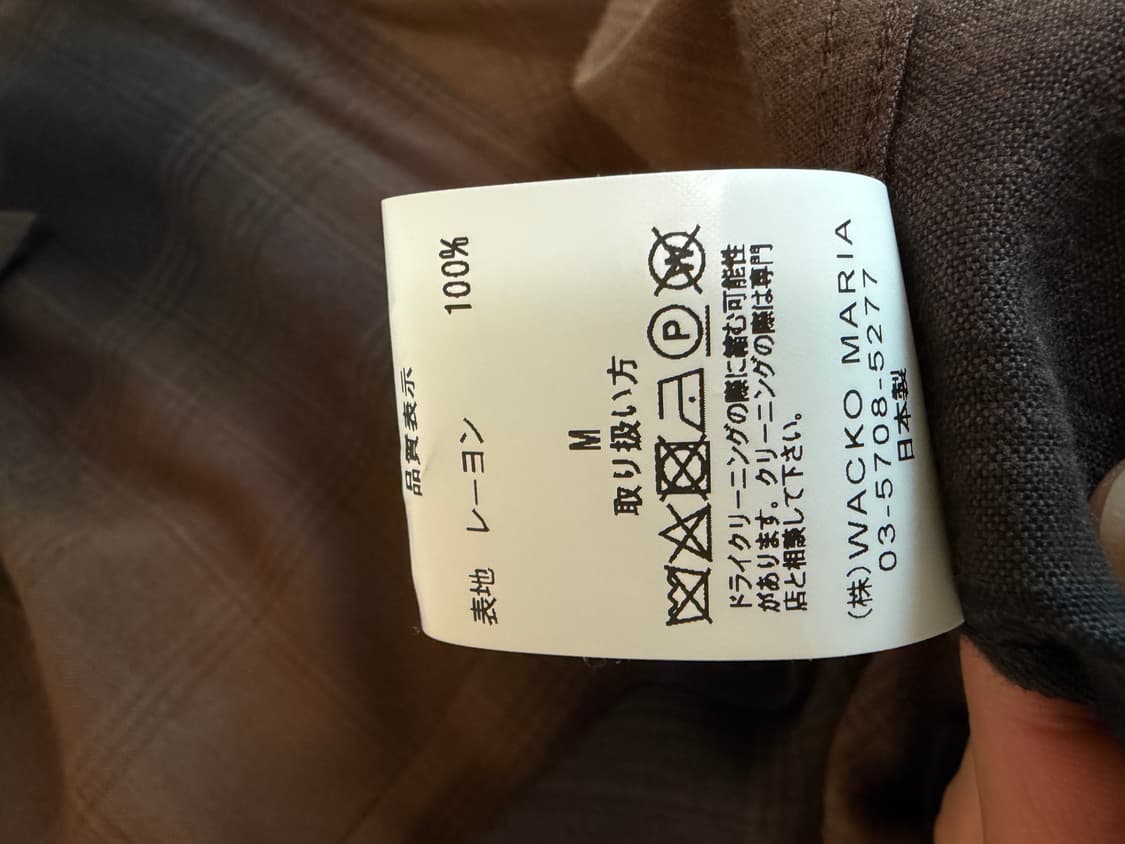 品質表示
表地 レーヨン 100%
M
取り扱い方
P W
ドライクリーニングの際に縮む可能性
があります。クリーニングの際は専門
店と相談して下さい。
(株)WACKO MARIA
03-5708-5277
日本製